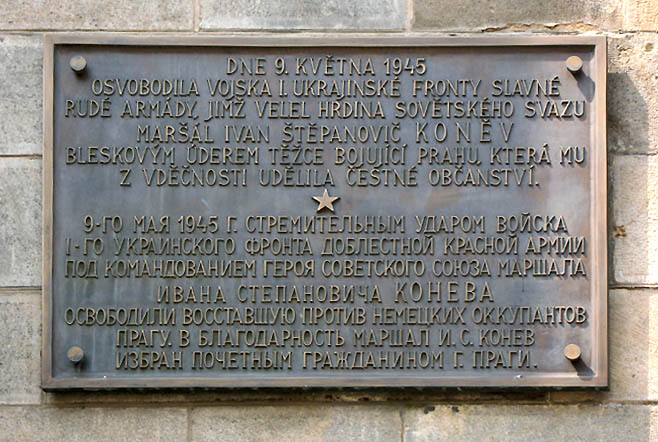 DNE 9. KVĚTNA 1945
OSVOBODILA VOJSKA I. UKRAJINSKÉ FRONTY SLAVNÉ
RUDÉ ARMÁDY, JIMŽ VELEL HRDINA SOVĚTSKÉHO SVAZU
MARŠÁL IVAN ŠTĚPANOVIČ KONĚV
BLESKOVÝM ÚDEREM TĚŽCE BOJUJÍCÍ PRAHU, KTERÁ MU
Z VDĚČNOSTI UDĚLILA ČESTNÉ OBČANSTVÍ.
9-ГО МАЯ 1945 Г. СТРЕМИТЕЛЬНЫМ УДАРОМ ВОЙСКА
I-ГО УКРАИНСКОГО ФРОНТА ДОБЛЕСТНОЙ КРАСНОЙ АРМИИ
ПОД КОМАНДОВАНИЕМ ГЕРОЯ СОВЕТСКОГО СОЮЗА МАРШАЛА
ИВАНА СТЕПАНОВИЧА КОНЕВА
ОСВОБОДИЛИ ВОССТАВШУЮ ПРОТИВ НЕМЕЦКИХ ОККУПАНТОВ
ПРАГУ. В БЛАГОДАРНОСТЬ МАРШАЛ И. С. КОНЕВ
ИЗБРАН ПОЧЕТНЫМ ГРАЖДАНИНОМ Г. ПРАГИ.